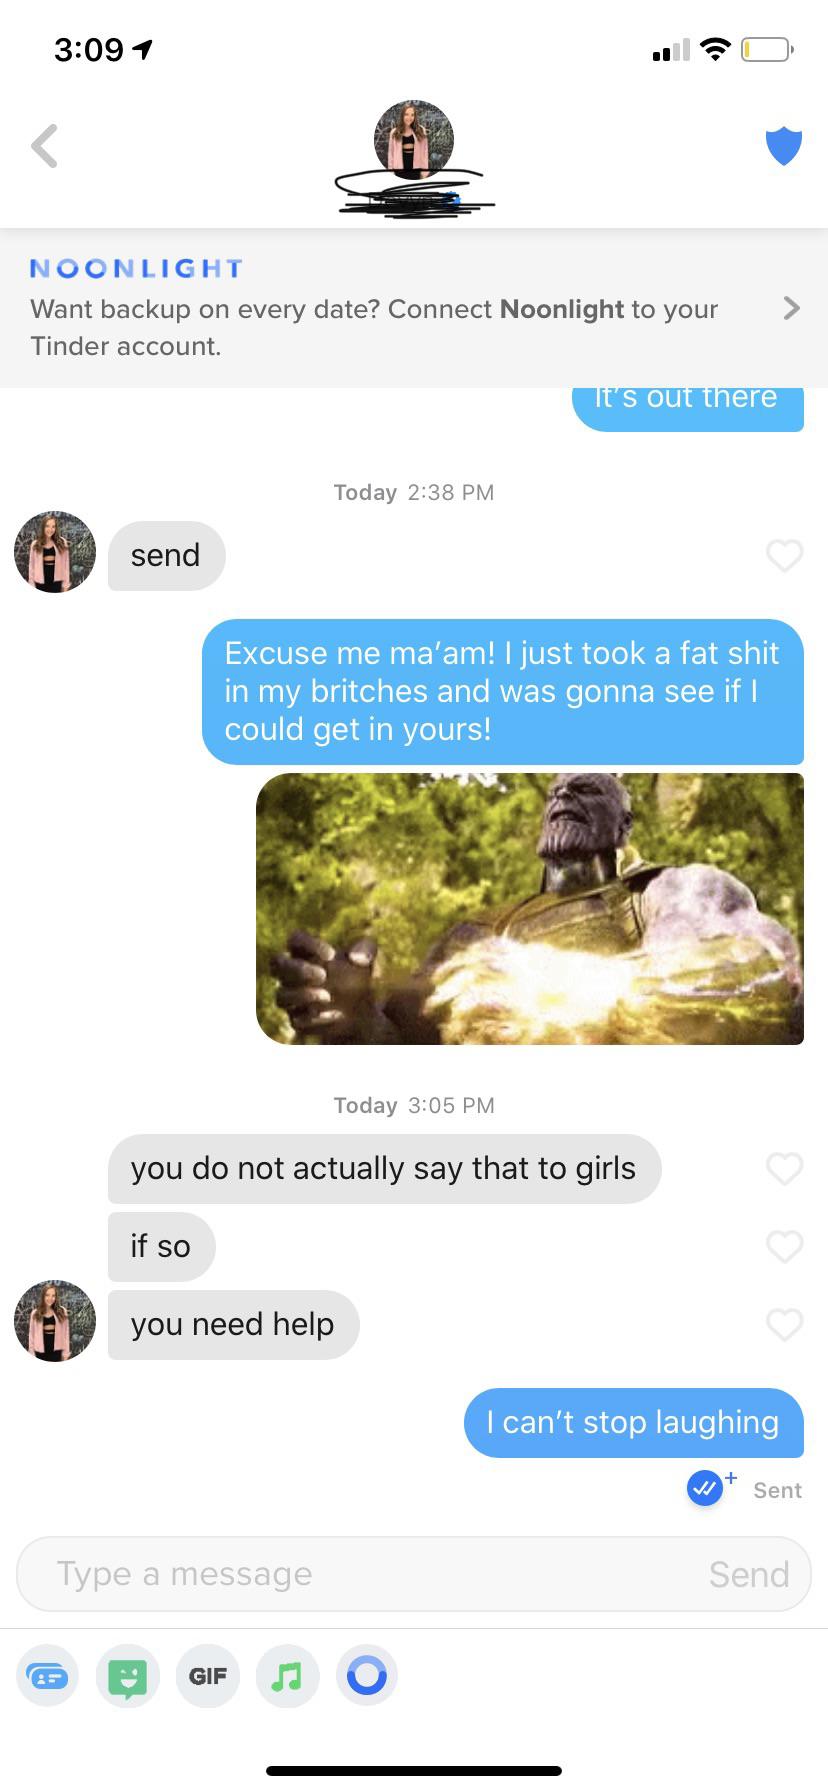 3:09
NOONLIGHT
Want backup on every date? Connect Noonlight to your
Tinder account.
It's out there
Today 2:38 PM
send
Excuse me ma’am! I just took a fat shit
in my britches and was gonna see if I
could get in yours!
Today 3:05 PM
you do not actually say that to girls
if so
you need help
I can’t stop laughing
Sent
Type a message
Send
GIF